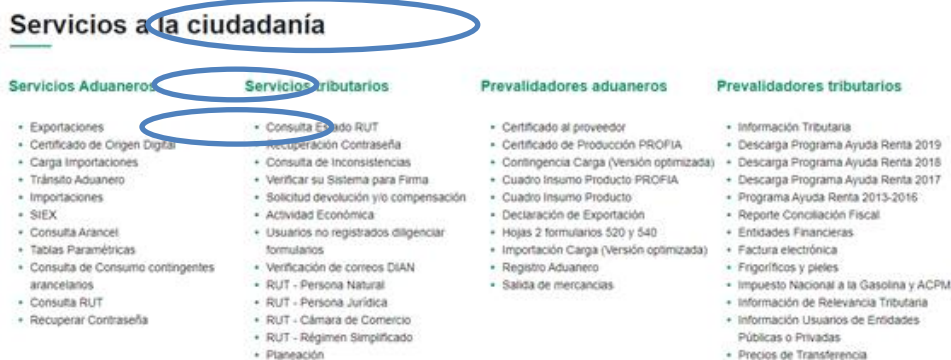 Servicios a la ciudadanía
Servicios Aduaneros
• Exportaciones
• Certificado de Origen Digital
• Carga Importaciones
• Tránsito Aduanero
• Importaciones
• SIEX
• Consulta Arancel
• Tablas Paramétricas
• Consulta de Consumo contingentes
arancelarios
• Consulta RUT
• Recuperar Contraseña
Servicios tributarios
• Consulta Estado RUT
• Recuperación Contraseña
• Consulta de Inconsistencias
• Verificar su Sistema para Firma
• Solicitud devolución y/o compensación
• Actividad Económica
• Usuarios no registrados diligenciar
formularios
• Verificación de correos DIAN
• RUT - Persona Natural
• RUT - Persona Jurídica
• RUT - Cámara de Comercio
• RUT - Régimen Simplificado
• Planeación
Prevalidadores aduaneros
• Certificado al proveedor
• Certificado de Producción PROFIA
• Contingencia Carga (Versión optimizada)
• Cuadro Insumo Producto PROFIA
• Cuadro Insumo Producto
• Declaración de Exportación
• Hojas 2 formularios 520 y 540
• Importación Carga (Versión optimizada)
• Registro Aduanero
• Salida de mercancias
Prevalidadores tributarios
• Información Tributaria
• Descarga Programa Ayuda Renta 2019
• Descarga Programa Ayuda Renta 2018
• Descarga Programa Ayuda Renta 2017
• Programa Ayuda Renta 2013-2016
• Reporte Conciliación Fiscal
• Entidades Financieras
• Factura electrónica
• Frigoríficos y pieles
• Impuesto Nacional a la Gasolina y ACPM
• Información de Relevancia Tributaria
• Información Usuarios de Entidades
Públicas o Privadas
• Precios de Transferencia